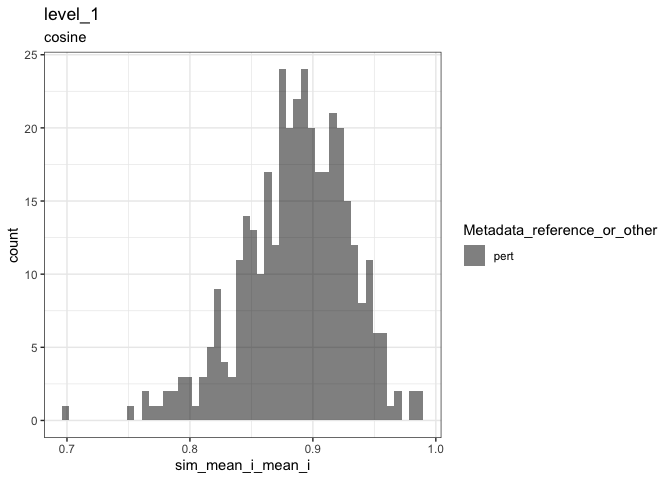 level_1
cosine
25
20
15
10
5
0
count
0.7
0.8
0.9
1.0
sim_mean_i_mean_i
Metadata_reference_or_other
pert